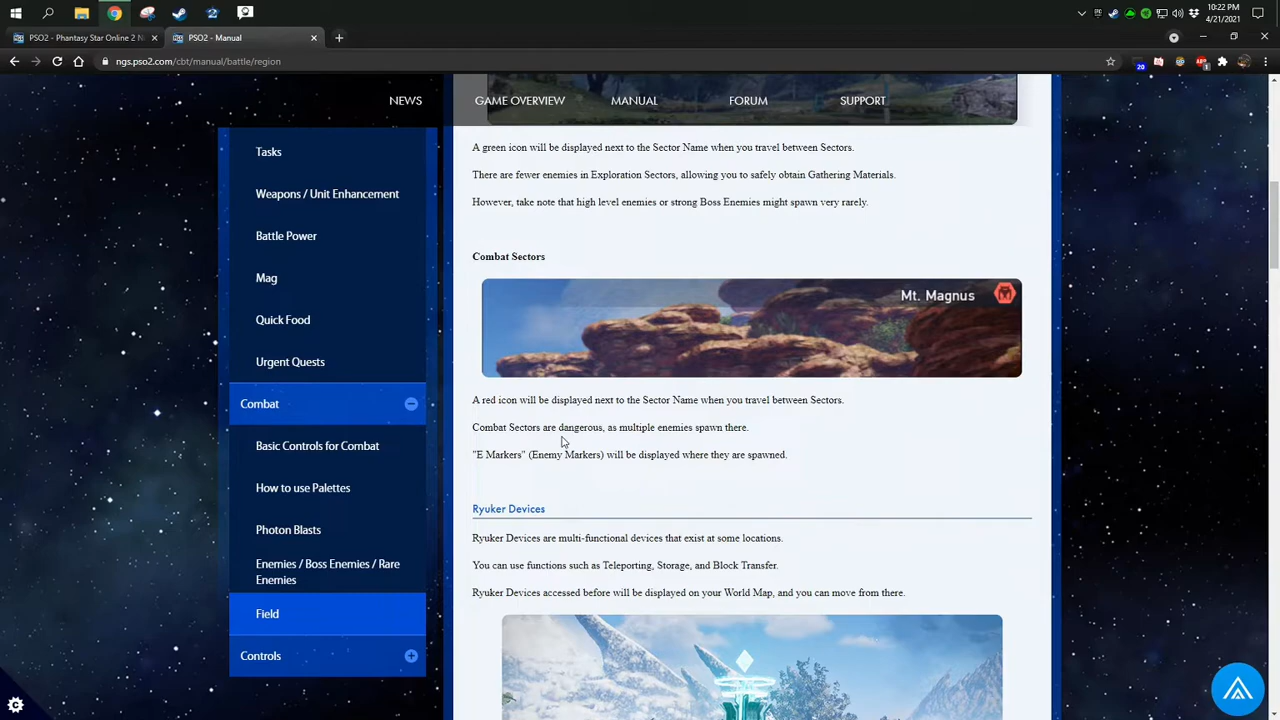 10:22 PM
4/21/2021
PSO2 - Phantasy Star Online 2 N
PSO2 - Manual
ngs.pso2.com/cbt/manual/battle/region
20
1
NEWS
GAME OVERVIEW
MANUAL
FORUM
SUPPORT
Tasks
Weapons / Unit Enhancement
Battle Power
Mag
Quick Food
Urgent Quests
Combat
Basic Controls for Combat
How to use Palettes
Photon Blasts
Enemies / Boss Enemies / Rare
Enemies
Field
Controls
A green icon will be displayed next to the Sector Name when you travel between Sectors.
There are fewer enemies in Exploration Sectors, allowing you to safely obtain Gathering Materials.
However, take note that high level enemies or strong Boss Enemies might spawn very rarely.
Combat Sectors
Mt. Magnus
A red icon will be displayed next to the Sector Name when you travel between Sectors.
Combat Sectors are dangerous, as multiple enemies spawn there.
"E Markers" (Enemy Markers) will be displayed where they are spawned.
Ryuker Devices
Ryuker Devices are multi-functional devices that exist at some locations.
You can use functions such as Teleporting, Storage, and Block Transfer.
Ryuker Devices accessed before will be displayed on your World Map, and you can move from there.